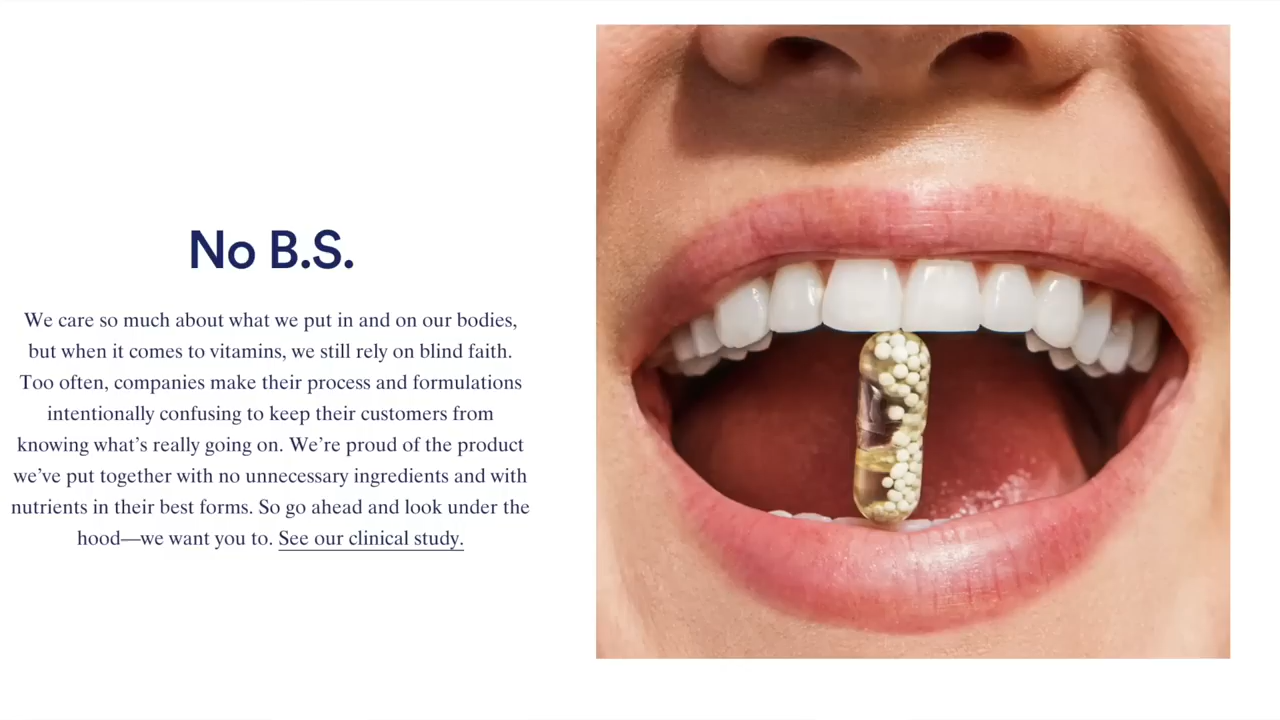 No B.S.
We care so much about what we put in and on our bodies,
but when it comes to vitamins, we still rely on blind faith.
Too often, companies make their process and formulations
intentionally confusing to keep their customers from
knowing what’s really going on. We’re proud of the product
we’ve put together with no unnecessary ingredients and with
nutrients in their best forms. So go ahead and look under the
hood—we want you to. See our clinical study.